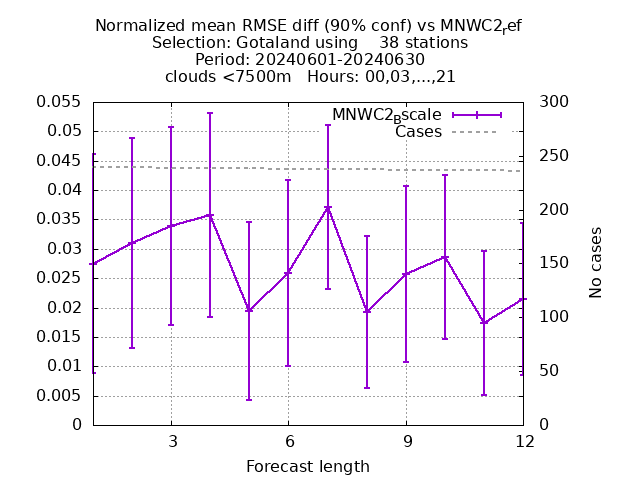 Normalized mean RMSE diff (90% conf) vs MNWC2ref
Selection: Gotaland using 38 stations
Period: 20240601-20240630
clouds <7500m Hours: 00,03,...,21
MNWC2Bscale
Cases
0.055
0.05
0.045
0.04
0.035
0.03
0.025
0.02
0.015
0.01
0.005
0
300
250
200
150
100
50
0
No cases
3 6 9 12
Forecast length